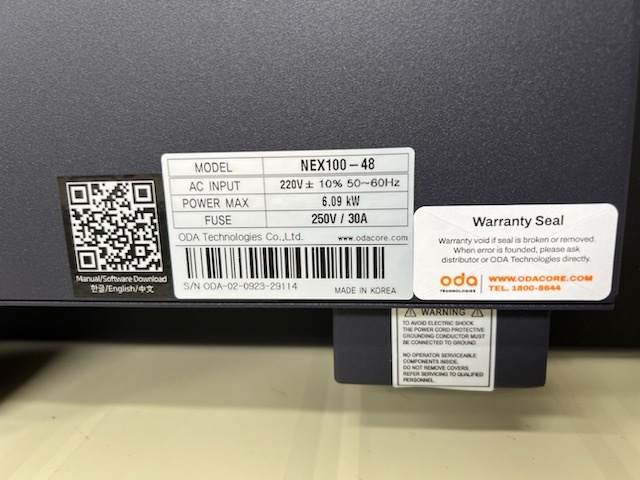 MODEL NEX100-48
AC INPUT 220V± 10% 50~60Hz
POWER MAX 6.09 kW
FUSE 250V / 30A
ODA Technologies Co.,Ltd. www.odacore.com
S/N ODA-02-0923-29114 MADE IN KOREA
Manual/Software Download
한글/English/中文
Warranty Seal
Warranty void if seal is broken or removed.
When error is founded, please ask
distributor or ODA Technologies directly.
oda
TECHNOLOGIES
WWW.ODACORE.COM
TEL. 1800-8644
WARNING
TO AVOID ELECTRIC SHOCK
THE POWER CORD PROTECTIVE
GROUNDING CONDUCTOR MUST
BE CONNECTED TO GROUND.
NO OPERATOR SERVICEABLE
COMPONENTS INSIDE.
DO NOT REMOVE COVERS.
REFER SERVICING TO QUALIFIED
PERSONNEL.